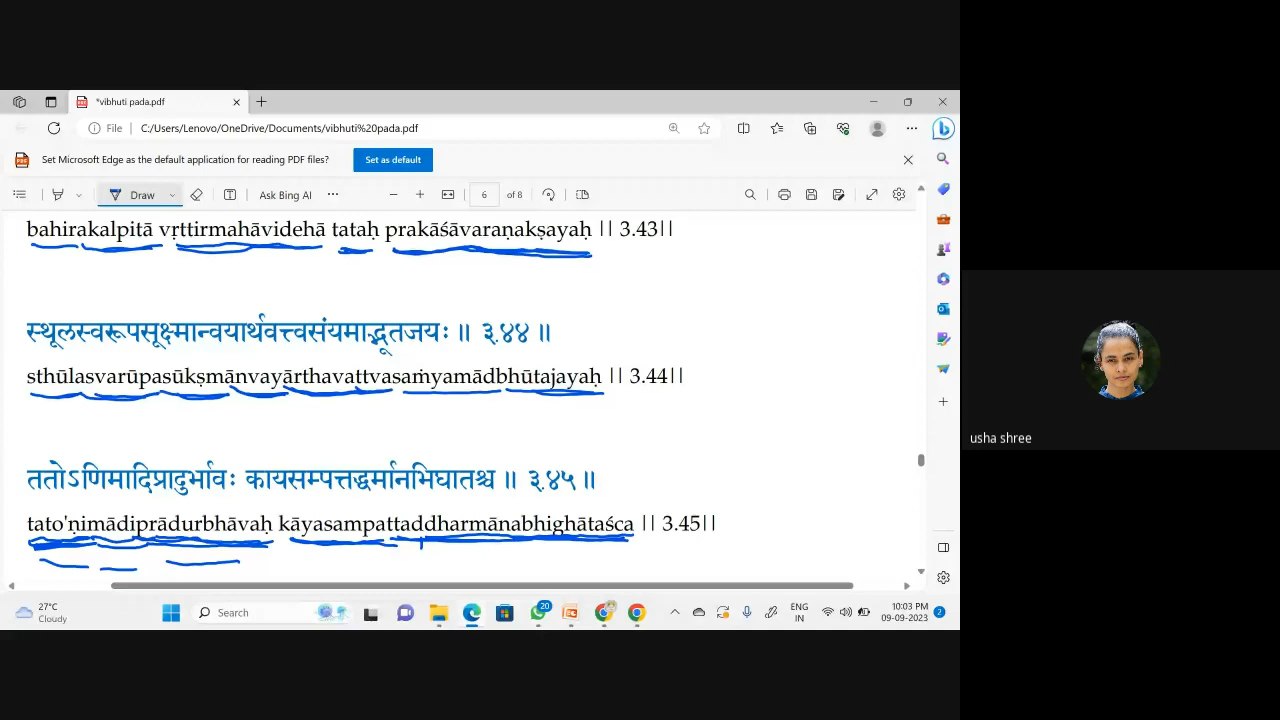 *vibhuti pada.pdf
File C:/Users/Lenovo/OneDrive/Documents/vibhuti%20pada.pdf
Set Microsoft Edge as the default application for reading PDF files? Set as default
Draw Ask Bing AI 6 of 8
bahirakalpitā vṛttirmahāvidehā tataḥ prakāśāvaraṇakṣayaḥ || 3.43||
स्थूलस्वरूपसूक्ष्मान्वयार्थवत्त्वसंयमाद्भूतजयः ॥ ३.४४ ॥
sthūlasvarūpasūkṣmānvayārthavattvasaṃyamādbhūtajayaḥ || 3.44||
usha shree
ततोऽणिमादिप्रादुर्भावः कायसम्पत्तद्धर्मानभिघातश्च ॥ ३.४५ ॥
tato'ṇimādiprādurbhāvaḥ kāyasampattaddharmānabhighātaśca || 3.45||
27°C
Cloudy
Search
20
ENG
IN
10:03 PM
09-09-2023
2